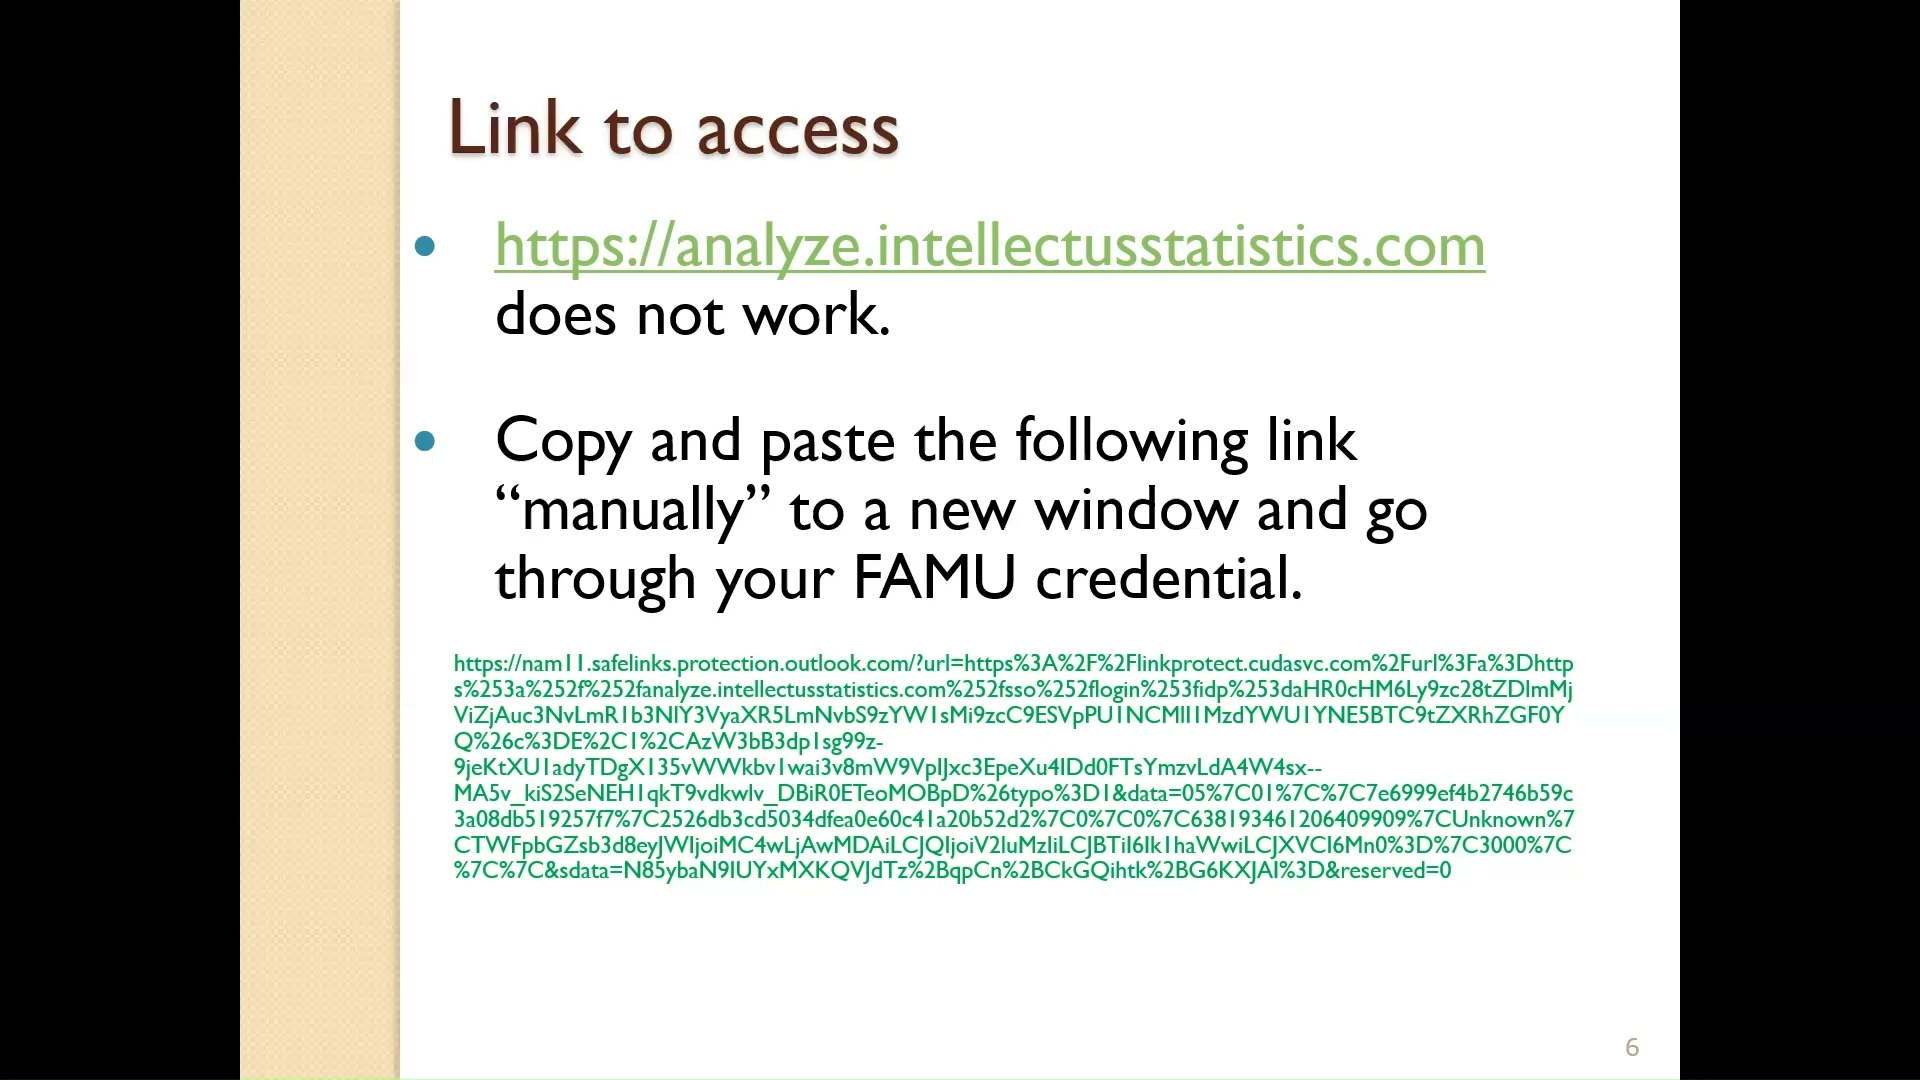 Link to access
https://analyze.intellectusstatistics.com
does not work.
Copy and paste the following link
“manually” to a new window and go
through your FAMU credential.
https://nam11.safelinks.protection.outlook.com/?url=https%3A%2F%2Flinkprotect.cudasvc.com%2Furl%3Fa%3Dhttp
s%253a%252f%252fanalyze.intellectusstatistics.com%252fsso%252flogin%253fidp%253daHR0cHM6Ly9zc28tZDlmMj
ViZjAuc3NvLmR1b3NlY3VyaXR5LmNvbS9zYW1sMi9zcC9ESVpPU1NCMlI1MzdYWU1YNE5BTC9tZXRhZGF0Y
Q%26c%3DE%2C1%2CAzW3bB3dp1sg99z-
9jeKtXU1adyTDgX135vWWkbv1wai3v8mW9VpIJxc3EpeXu4IDd0FTsYmzvLdA4W4sx--
MA5v_kiS2SeNEH1qkT9vdkwlv_DBiR0ETeoMOBpD%26typo%3D1&data=05%7C01%7C%7C7e6999ef4b2746b59c
3a08db519257f7%7C2526db3cd5034dfea0e60c41a20b52d2%7C0%7C0%7C638193461206409909%7CUnknown%7
CTWFpbGZsb3d8eyJWIjoiMC4wLjAwMDAiLCJQIjoiV2luMzIiLCJBTiI6Ik1haWwiLCJXVCI6Mn0%3D%7C3000%7C
%7C%7C&sdata=N85ybaN9IUYxMXKQVJdTz%2BqpCn%2BCkGQihtk%2BG6KXJAI%3D&reserved=0
6